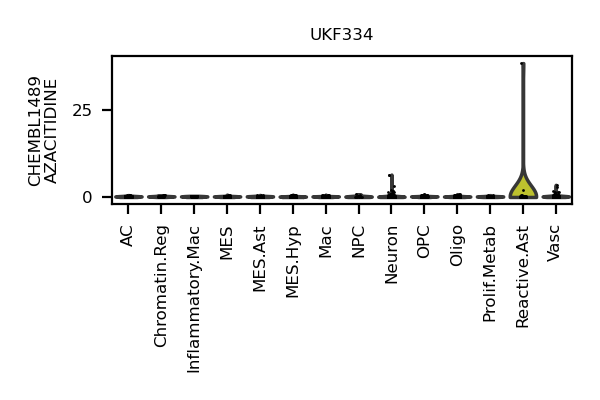 UKF334
CHEMBL1489
AZACITIDINE
25
0
AC
Chromatin.Reg
Inflammatory.Mac
MES
MES.Ast
MES.Hyp
Mac
NPC
Neuron
OPC
Oligo
Prolif.Metab
Reactive.Ast
Vasc